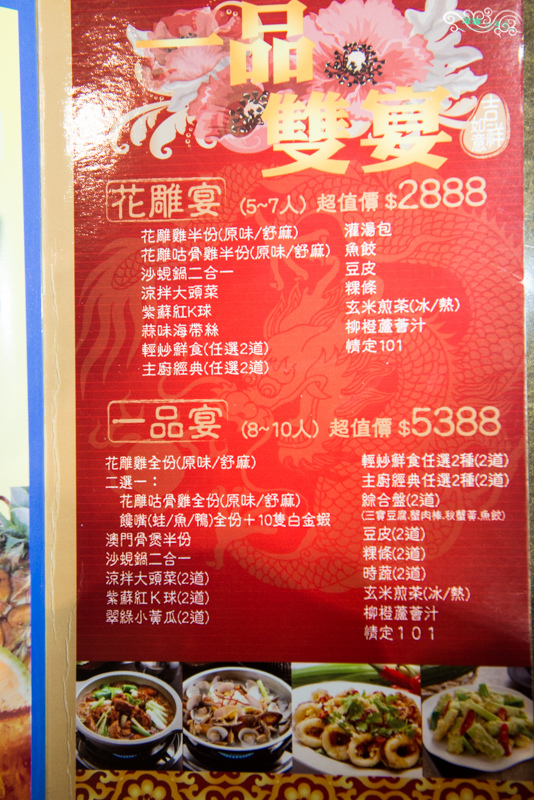 一品
雙宴
吉祥
如意
花雕宴 (5~7人) 超值價 $2888
花雕雞半份(原味/舒麻)
花雕咕骨雞半份(原味/舒麻)
沙蜆鍋二合一
涼拌大頭菜
紫蘇紅K球
蒜味海帶絲
輕炒鮮食(任選2道)
主廚經典(任選2道)
灌湯包
魚餃
豆皮
粿條
玄米煎茶(冰/熱)
柳橙蘆薈汁
情定101
一品宴 (8~10人) 超值價 $5388
花雕雞全份(原味/舒麻)
二選一：
花雕咕骨雞全份(原味/舒麻)
饞嘴(蛙/魚/鴨)全份＋10隻白金蝦
澳門骨煲半份
沙蜆鍋二合一
涼拌大頭菜(2道)
紫蘇紅K球(2道)
翠綠小黃瓜(2道)
輕炒鮮食任選2種(2道)
主廚經典任選2種(2道)
綜合盤(2道)
(三寶豆腐.蟹肉棒.秋蟹黃.魚餃)
豆皮(2道)
粿條(2道)
時蔬(2道)
玄米煎茶(冰/熱)
柳橙蘆薈汁
情定１０１